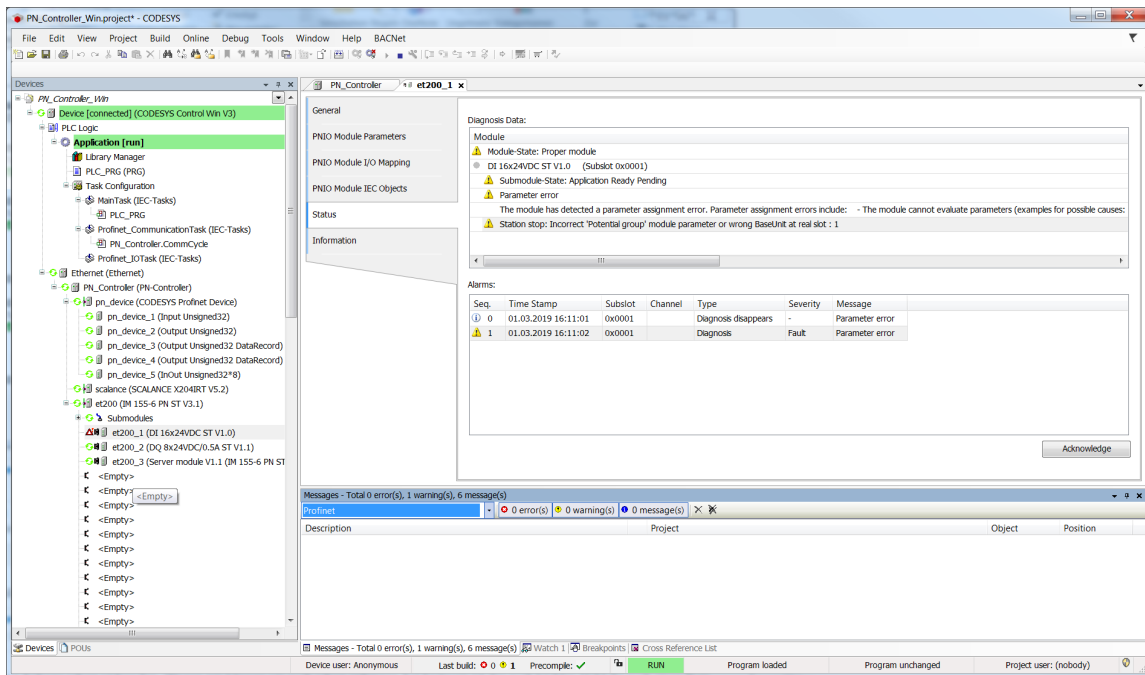 PN_Controller_Win.project* - CODESYS
File Edit View Project Build Online Debug Tools Window Help BACNet
Devices
PN_Controller_Win
Device [connected] (CODESYS Control Win V3)
PLC Logic
Application [run]
Library Manager
PLC_PRG (PRG)
Task Configuration
MainTask (IEC-Tasks)
PLC_PRG
Profinet_CommunicationTask (IEC-Tasks)
PN_Controller.CommCycle
Profinet_IOTask (IEC-Tasks)
Ethernet (Ethernet)
PN_Controller (PN-Controller)
pn_device (CODESYS Profinet Device)
pn_device_1 (Input Unsigned32)
pn_device_2 (Output Unsigned32)
pn_device_3 (Output Unsigned32 DataRecord)
pn_device_4 (Output Unsigned32 DataRecord)
pn_device_5 (InOut Unsigned32*8)
scalance (SCALANCE X204IRT V5.2)
et200 (IM 155-6 PN ST V3.1)
Submodules
et200_1 (DI 16x24VDC ST V1.0)
et200_2 (DQ 8x24VDC/0.5A ST V1.1)
et200_3 (Server module V1.1 (IM 155-6 PN ST
<Empty>
<Empty>
<Empty>
<Empty>
<Empty>
<Empty>
<Empty>
<Empty>
<Empty>
<Empty>
<Empty>
<Empty>
Devices POUs
PN_Controller et200_1
General
PNIO Module Parameters
PNIO Module I/O Mapping
PNIO Module IEC Objects
Status
Information
Diagnosis Data:
Module
Module-State: Proper module
DI 16x24VDC ST V1.0 (Subslot 0x0001)
Submodule-State: Application Ready Pending
Parameter error
The module has detected a parameter assignment error. Parameter assignment errors include: - The module cannot evaluate parameters (examples for possible causes:
Station stop: Incorrect 'Potential group' module parameter or wrong BaseUnit at real slot : 1
Alarms:
Seq. Time Stamp Subslot Channel Type Severity Message
0 01.03.2019 16:11:01 0x0001 Diagnosis disappears - Parameter error
1 01.03.2019 16:11:02 0x0001 Diagnosis Fault Parameter error
Acknowledge
Messages - Total 0 error(s), 1 warning(s), 6 message(s)
Profinet 0 error(s) 0 warning(s) 0 message(s)
Description Project Object Position
Messages - Total 0 error(s), 1 warning(s), 6 message(s) Watch 1 Breakpoints Cross Reference List
Device user: Anonymous Last build: 0 1 Precompile: RUN Program loaded Program unchanged Project user: (nobody)